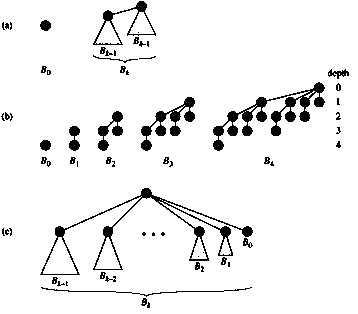 (a)
B0
Bk–1
Bk–1
Bk
depth
0
1
2
3
4
(b)
B0 B1 B2 B3 B4
(c)
Bk–1 Bk–2 ... B2 B1 B0
Bk